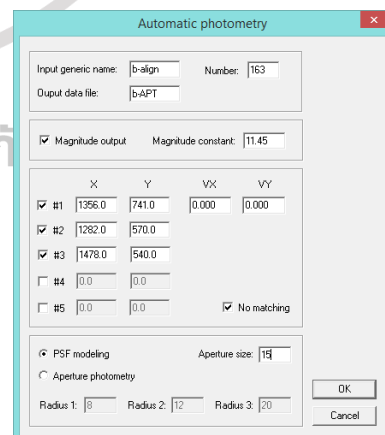 Automatic photometry
Input generic name: b-align Number: 163
Ouput data file: b-APT
Magnitude output Magnitude constant: 11.45
X Y VX VY
#1 1356.0 741.0 0.000 0.000
#2 1282.0 570.0
#3 1478.0 540.0
#4 0.0 0.0
#5 0.0 0.0 No matching
PSF modeling Aperture size: 15
Aperture photometry
Radius 1: 8 Radius 2: 12 Radius 3: 20
OK
Cancel